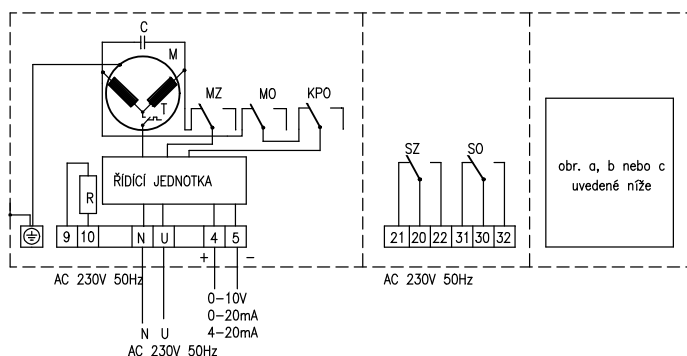 C
M
T
MZ
MO
KPO
ŘÍDÍCÍ JEDNOTKA
R
9 10 N U 4 5
+ −
AC 230V 50Hz
0−10V
0−20mA
4−20mA
N U
AC 230V 50Hz
SZ
SO
21 20 22 31 30 32
AC 230V 50Hz
obr. a, b nebo c
uvedené níže